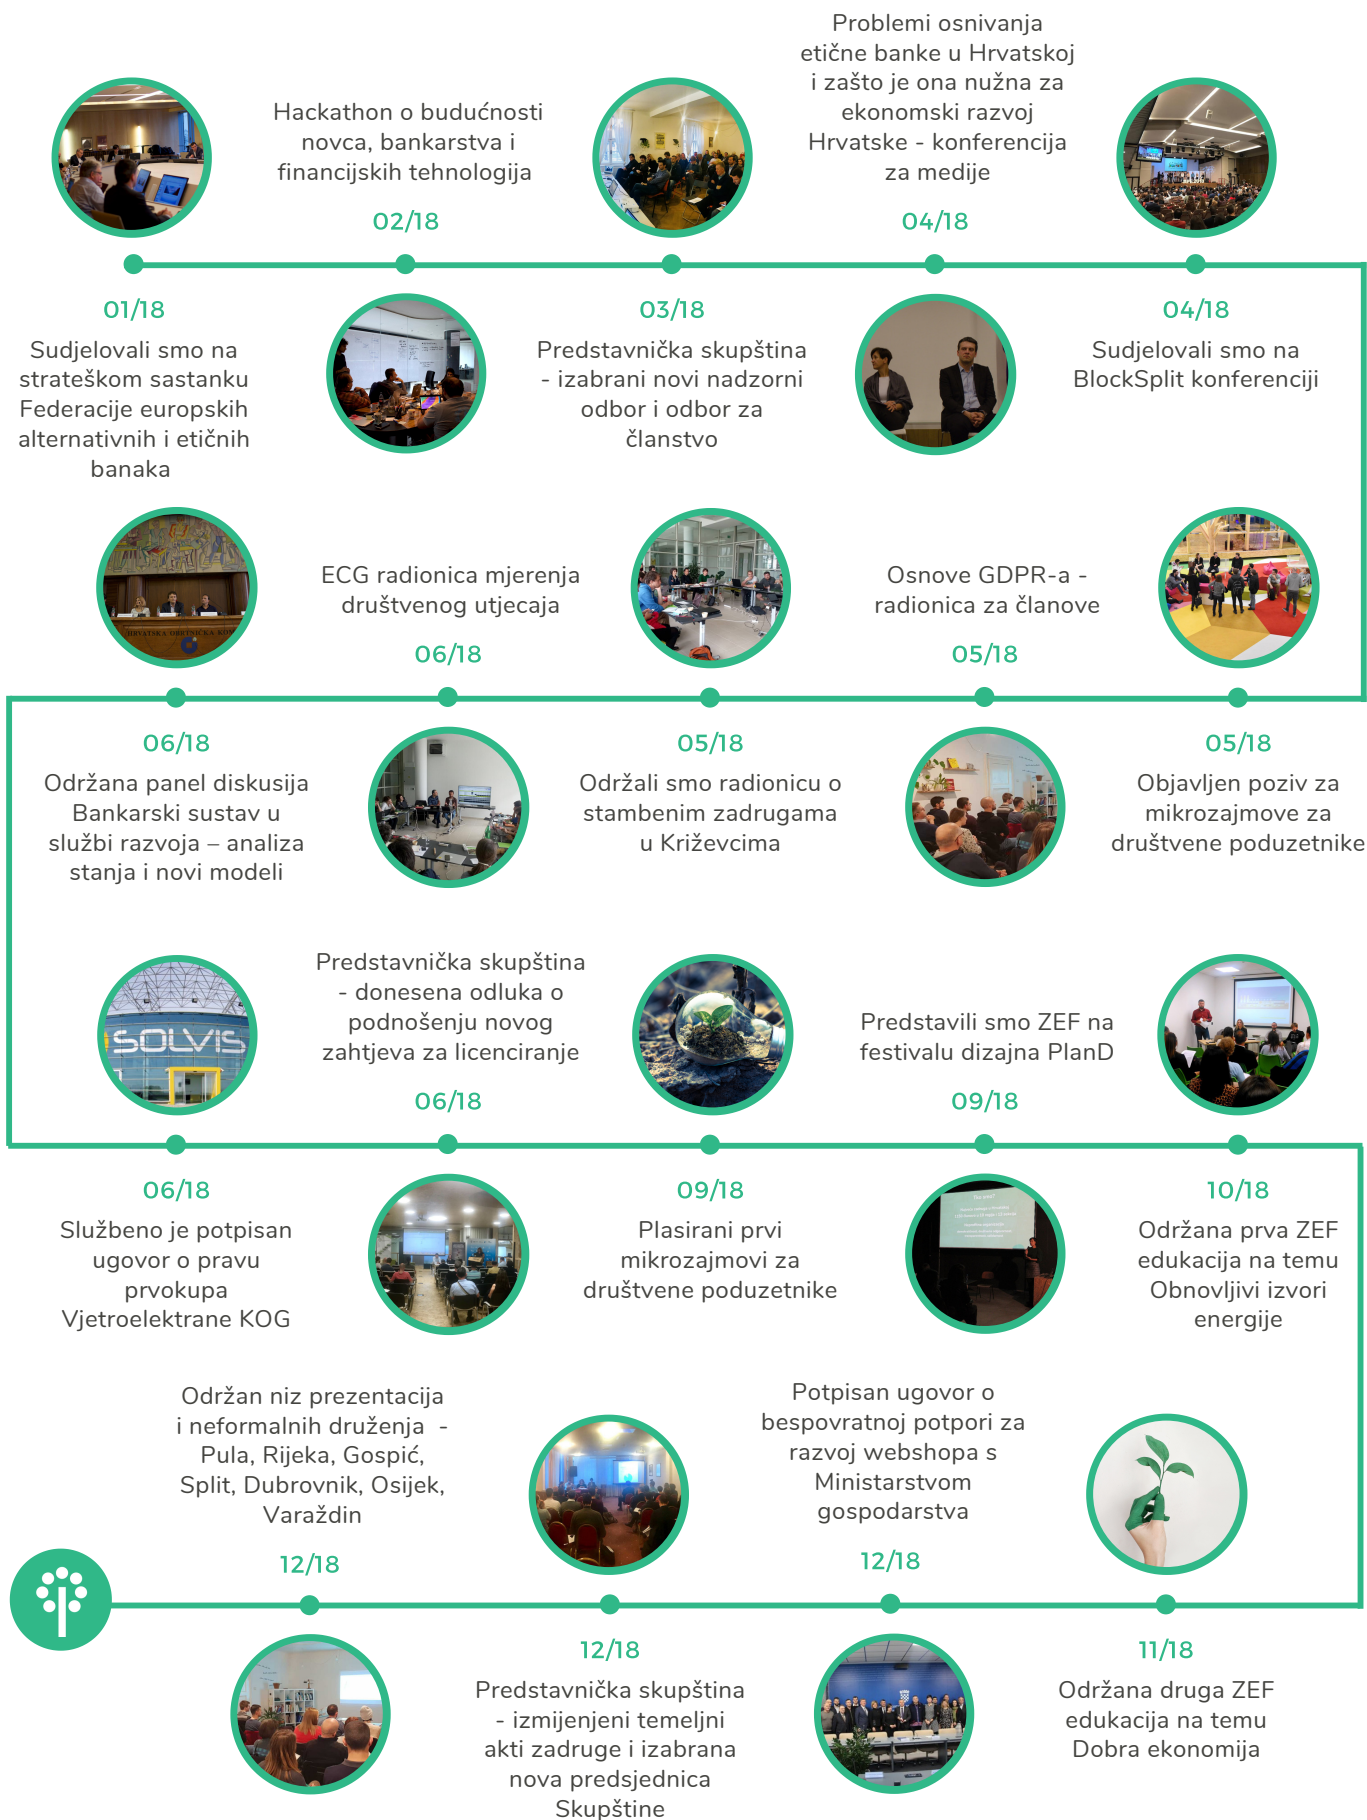 01/18
Sudjelovali smo na
strateškom sastanku
Federacije europskih
alternativnih i etičnih
banaka
Hackathon o budućnosti
novca, bankarstva i
financijskih tehnologija
02/18
03/18
Predstavnička skupština
- izabrani novi nadzorni
odbor i odbor za
članstvo
Problemi osnivanja
etične banke u Hrvatskoj
i zašto je ona nužna za
ekonomski razvoj
Hrvatske - konferencija
za medije
04/18
04/18
Sudjelovali smo na
BlockSplit konferenciji
05/18
Objavljen poziv za
mikrozajmove za
društvene poduzetnike
Osnove GDPR-a -
radionica za članove
05/18
05/18
Održali smo radionicu o
stambenim zadrugama
u Križevcima
ECG radionica mjerenja
društvenog utjecaja
06/18
HRVATSKA OBRTNIČKA
06/18
Održana panel diskusija
Bankarski sustav u
službi razvoja – analiza
stanja i novi modeli
SOLVIS
06/18
Službeno je potpisan
ugovor o pravu
prvokupa
Vjetroelektrane KOG
Predstavnička skupština
- donesena odluka o
podnošenju novog
zahtjeva za licenciranje
06/18
09/18
Plasirani prvi
mikrozajmovi za
društvene poduzetnike
Predstavili smo ZEF na
festivalu dizajna PlanD
09/18
10/18
Održana prva ZEF
edukacija na temu
Obnovljivi izvori
energije
11/18
Održana druga ZEF
edukacija na temu
Dobra ekonomija
Potpisan ugovor o
bespovratnoj potpori za
razvoj webshopa s
Ministarstvom
gospodarstva
12/18
12/18
Predstavnička skupština
- izmijenjeni temeljni
akti zadruge i izabrana
nova predsjednica
Skupštine
Održan niz prezentacija
i neformalnih druženja -
Pula, Rijeka, Gospić,
Split, Dubrovnik, Osijek,
Varaždin
12/18